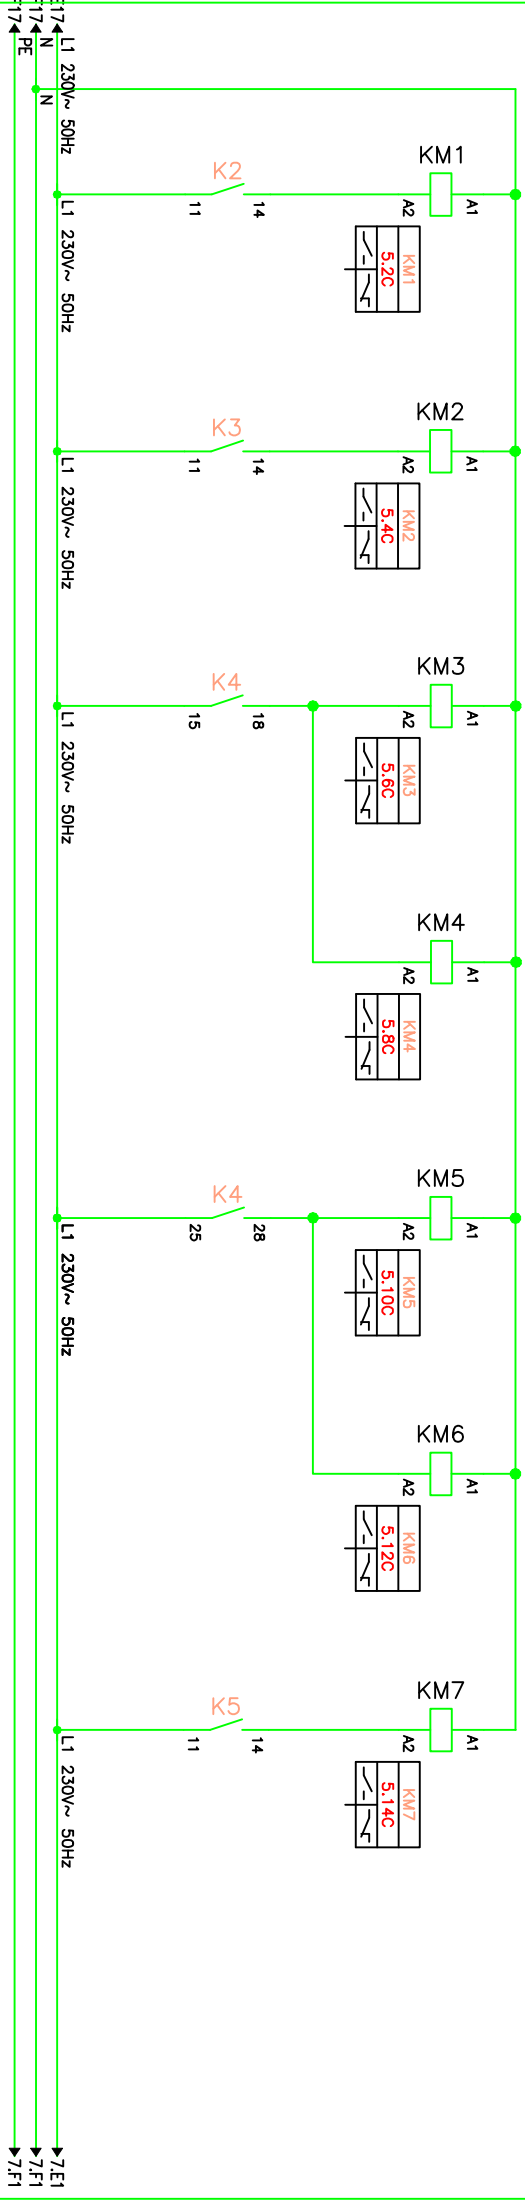 17
L1 230V~ 50Hz
17
N
17
PE
N
KM1
K2
L1 230V~ 50Hz
11
14
A2
A1
KM1
5.2C
KM2
K3
L1 230V~ 50Hz
11
14
A2
A1
KM2
5.4C
KM3
K4
L1 230V~ 50Hz
15
18
A2
A1
KM3
5.6C
KM4
A2
A1
KM4
5.8C
KM5
K4
L1 230V~ 50Hz
25
28
A2
A1
KM5
5.10C
KM6
A2
A1
KM6
5.12C
KM7
K5
L1 230V~ 50Hz
11
14
A2
A1
KM7
5.14C
7.E1
7.F1
7.F1